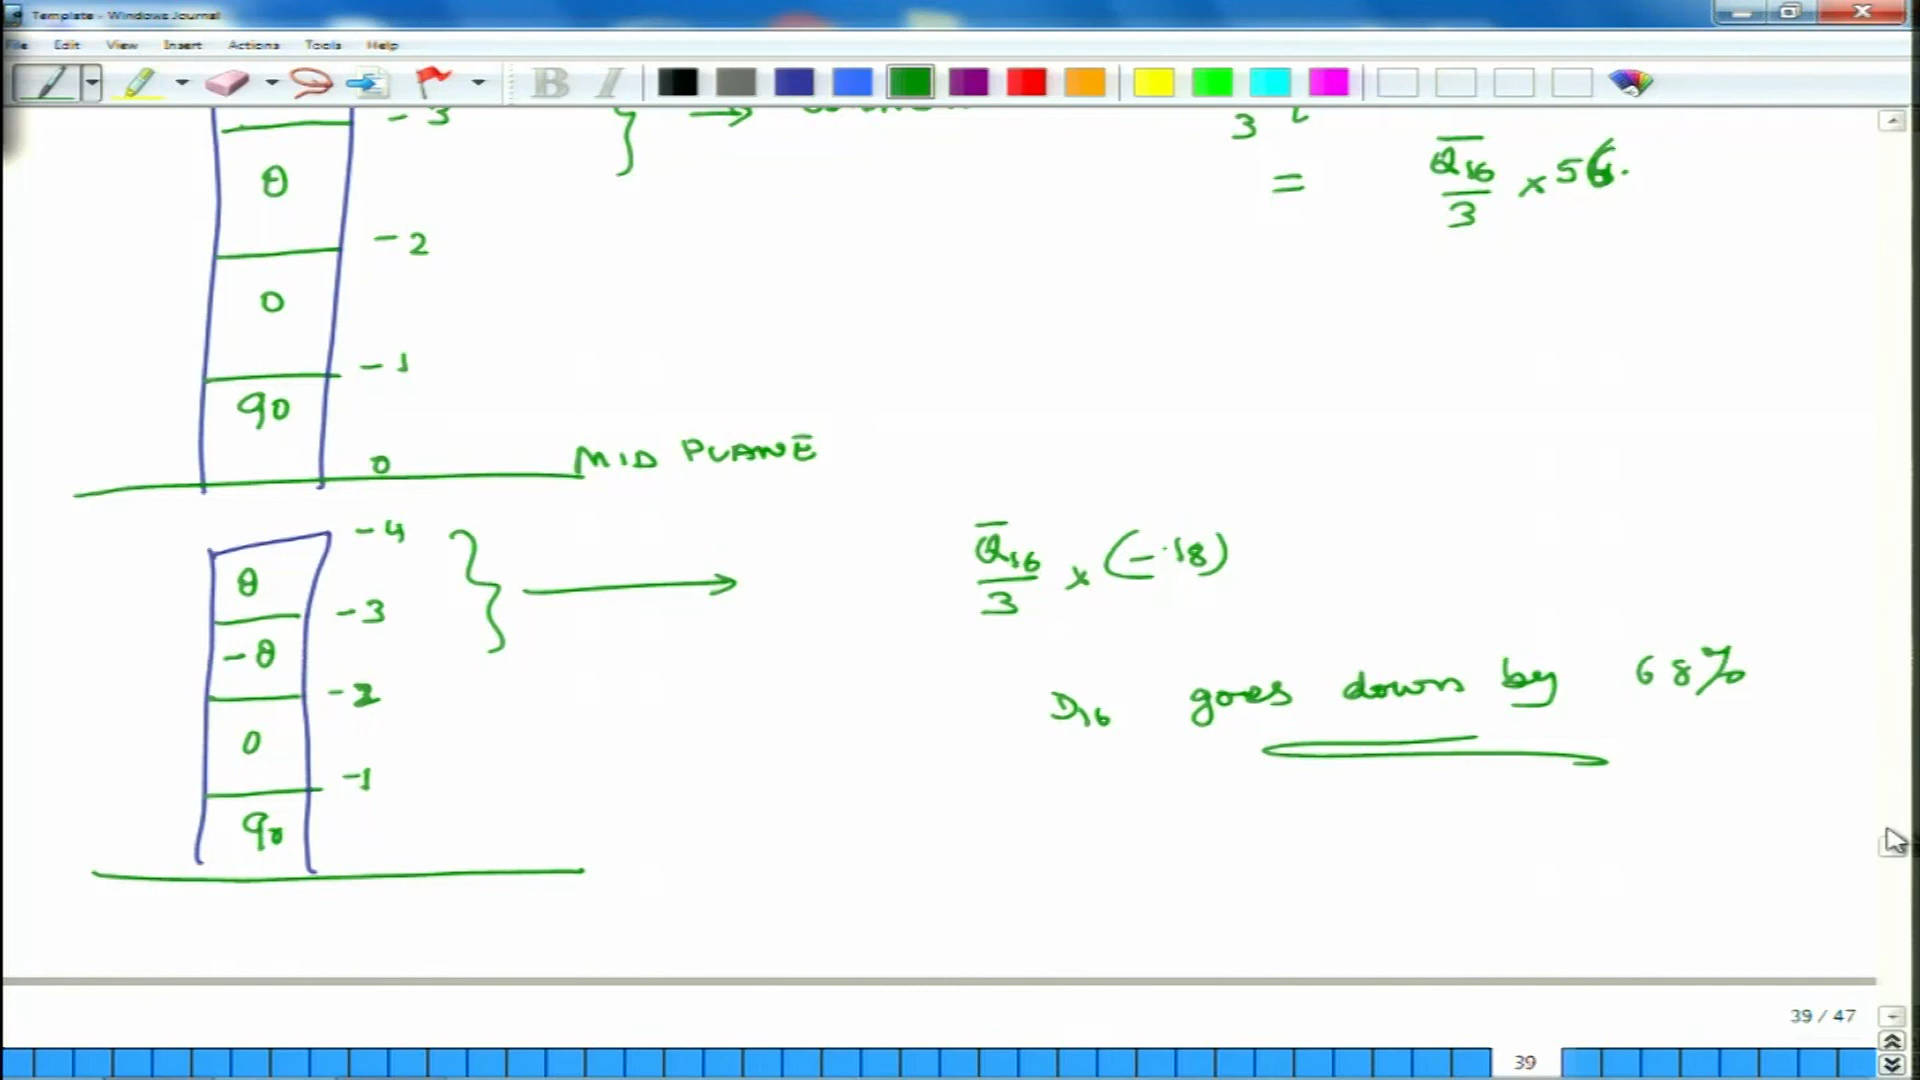 Template - Windows Journal
File Edit View Insert Actions Tools Help
B I
- 3
θ
- 2
0
- 1
90
0
MID PLANE
3
= Q̄16/3 × 56.
- 4
θ
- 3
-θ
- 2
0
-1
90
Q̄16/3 × (-18)
D16 goes down by 68%
39 / 47
39